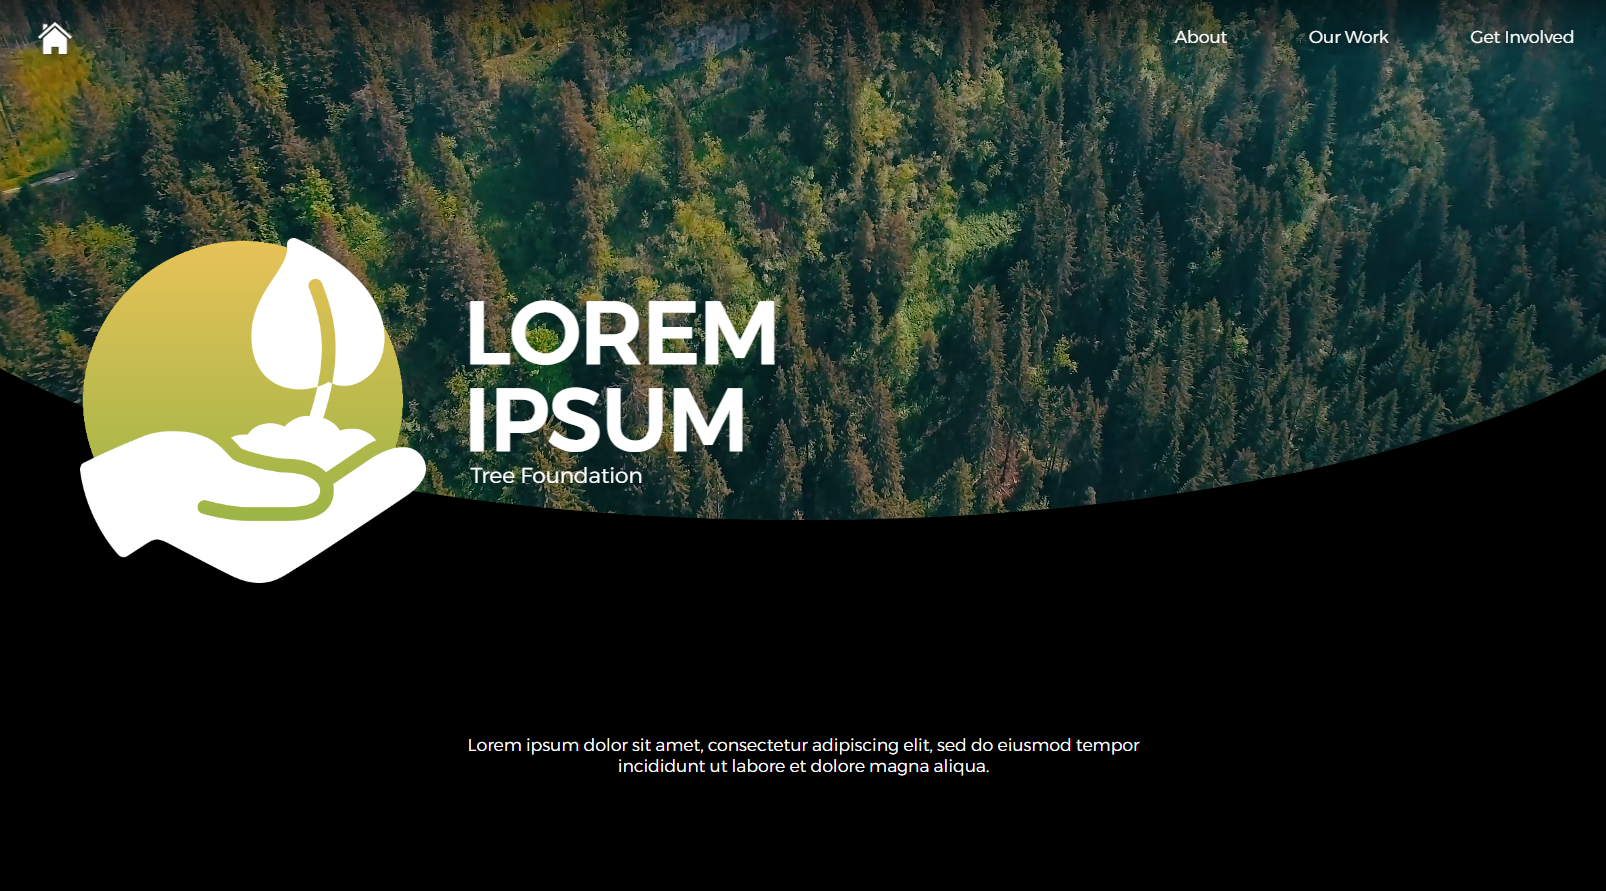 About
Our Work
Get Involved
LOREM
IPSUM
Tree Foundation
Lorem ipsum dolor sit amet, consectetur adipiscing elit, sed do eiusmod tempor
incididunt ut labore et dolore magna aliqua.